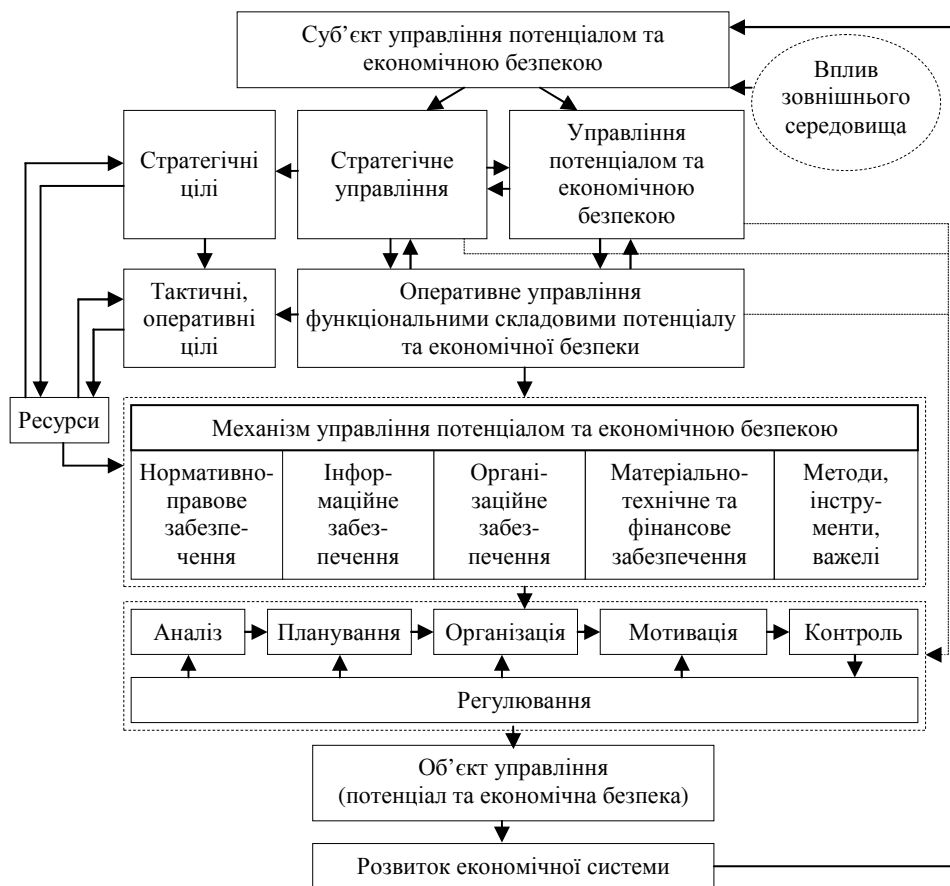 Суб’єкт управління потенціалом та
економічною безпекою
Вплив
зовнішнього
середовища
Стратегічні
цілі
Стратегічне
управління
Управління
потенціалом та
економічною
безпекою
Тактичні,
оперативні
цілі
Оперативне управління
функціональними складовими потенціалу
та економічної безпеки
Ресурси
Механізм управління потенціалом та економічною безпекою
Нормативно-
правове
забезпе-
чення
Інфор-
маційне
забез-
печення
Органі-
заційне
забез-
печення
Матеріально-
технічне та
фінансове
забезпечення
Методи,
інстру-
менти,
важелі
Аналіз
Планування
Організація
Мотивація
Контроль
Регулювання
Об’єкт управління
(потенціал та економічна безпека)
Розвиток економічної системи